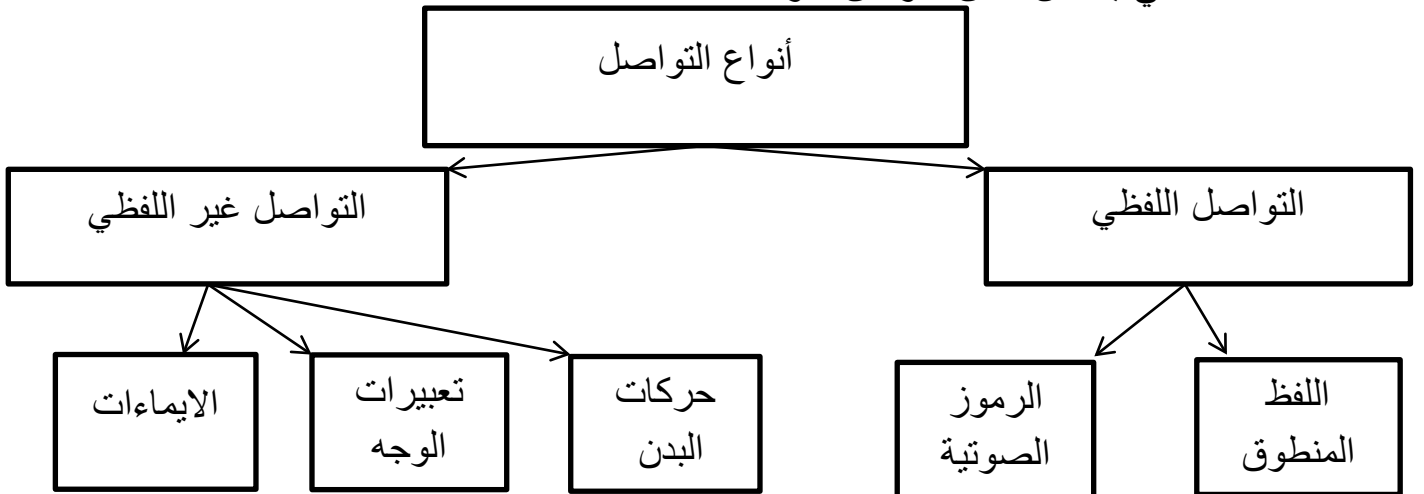 أنواع التواصل
التواصل اللفظي
التواصل غير اللفظي
اللفظ
المنطوق
الرموز
الصوتية
حركات
البدن
تعبيرات
الوجه
الايماءات